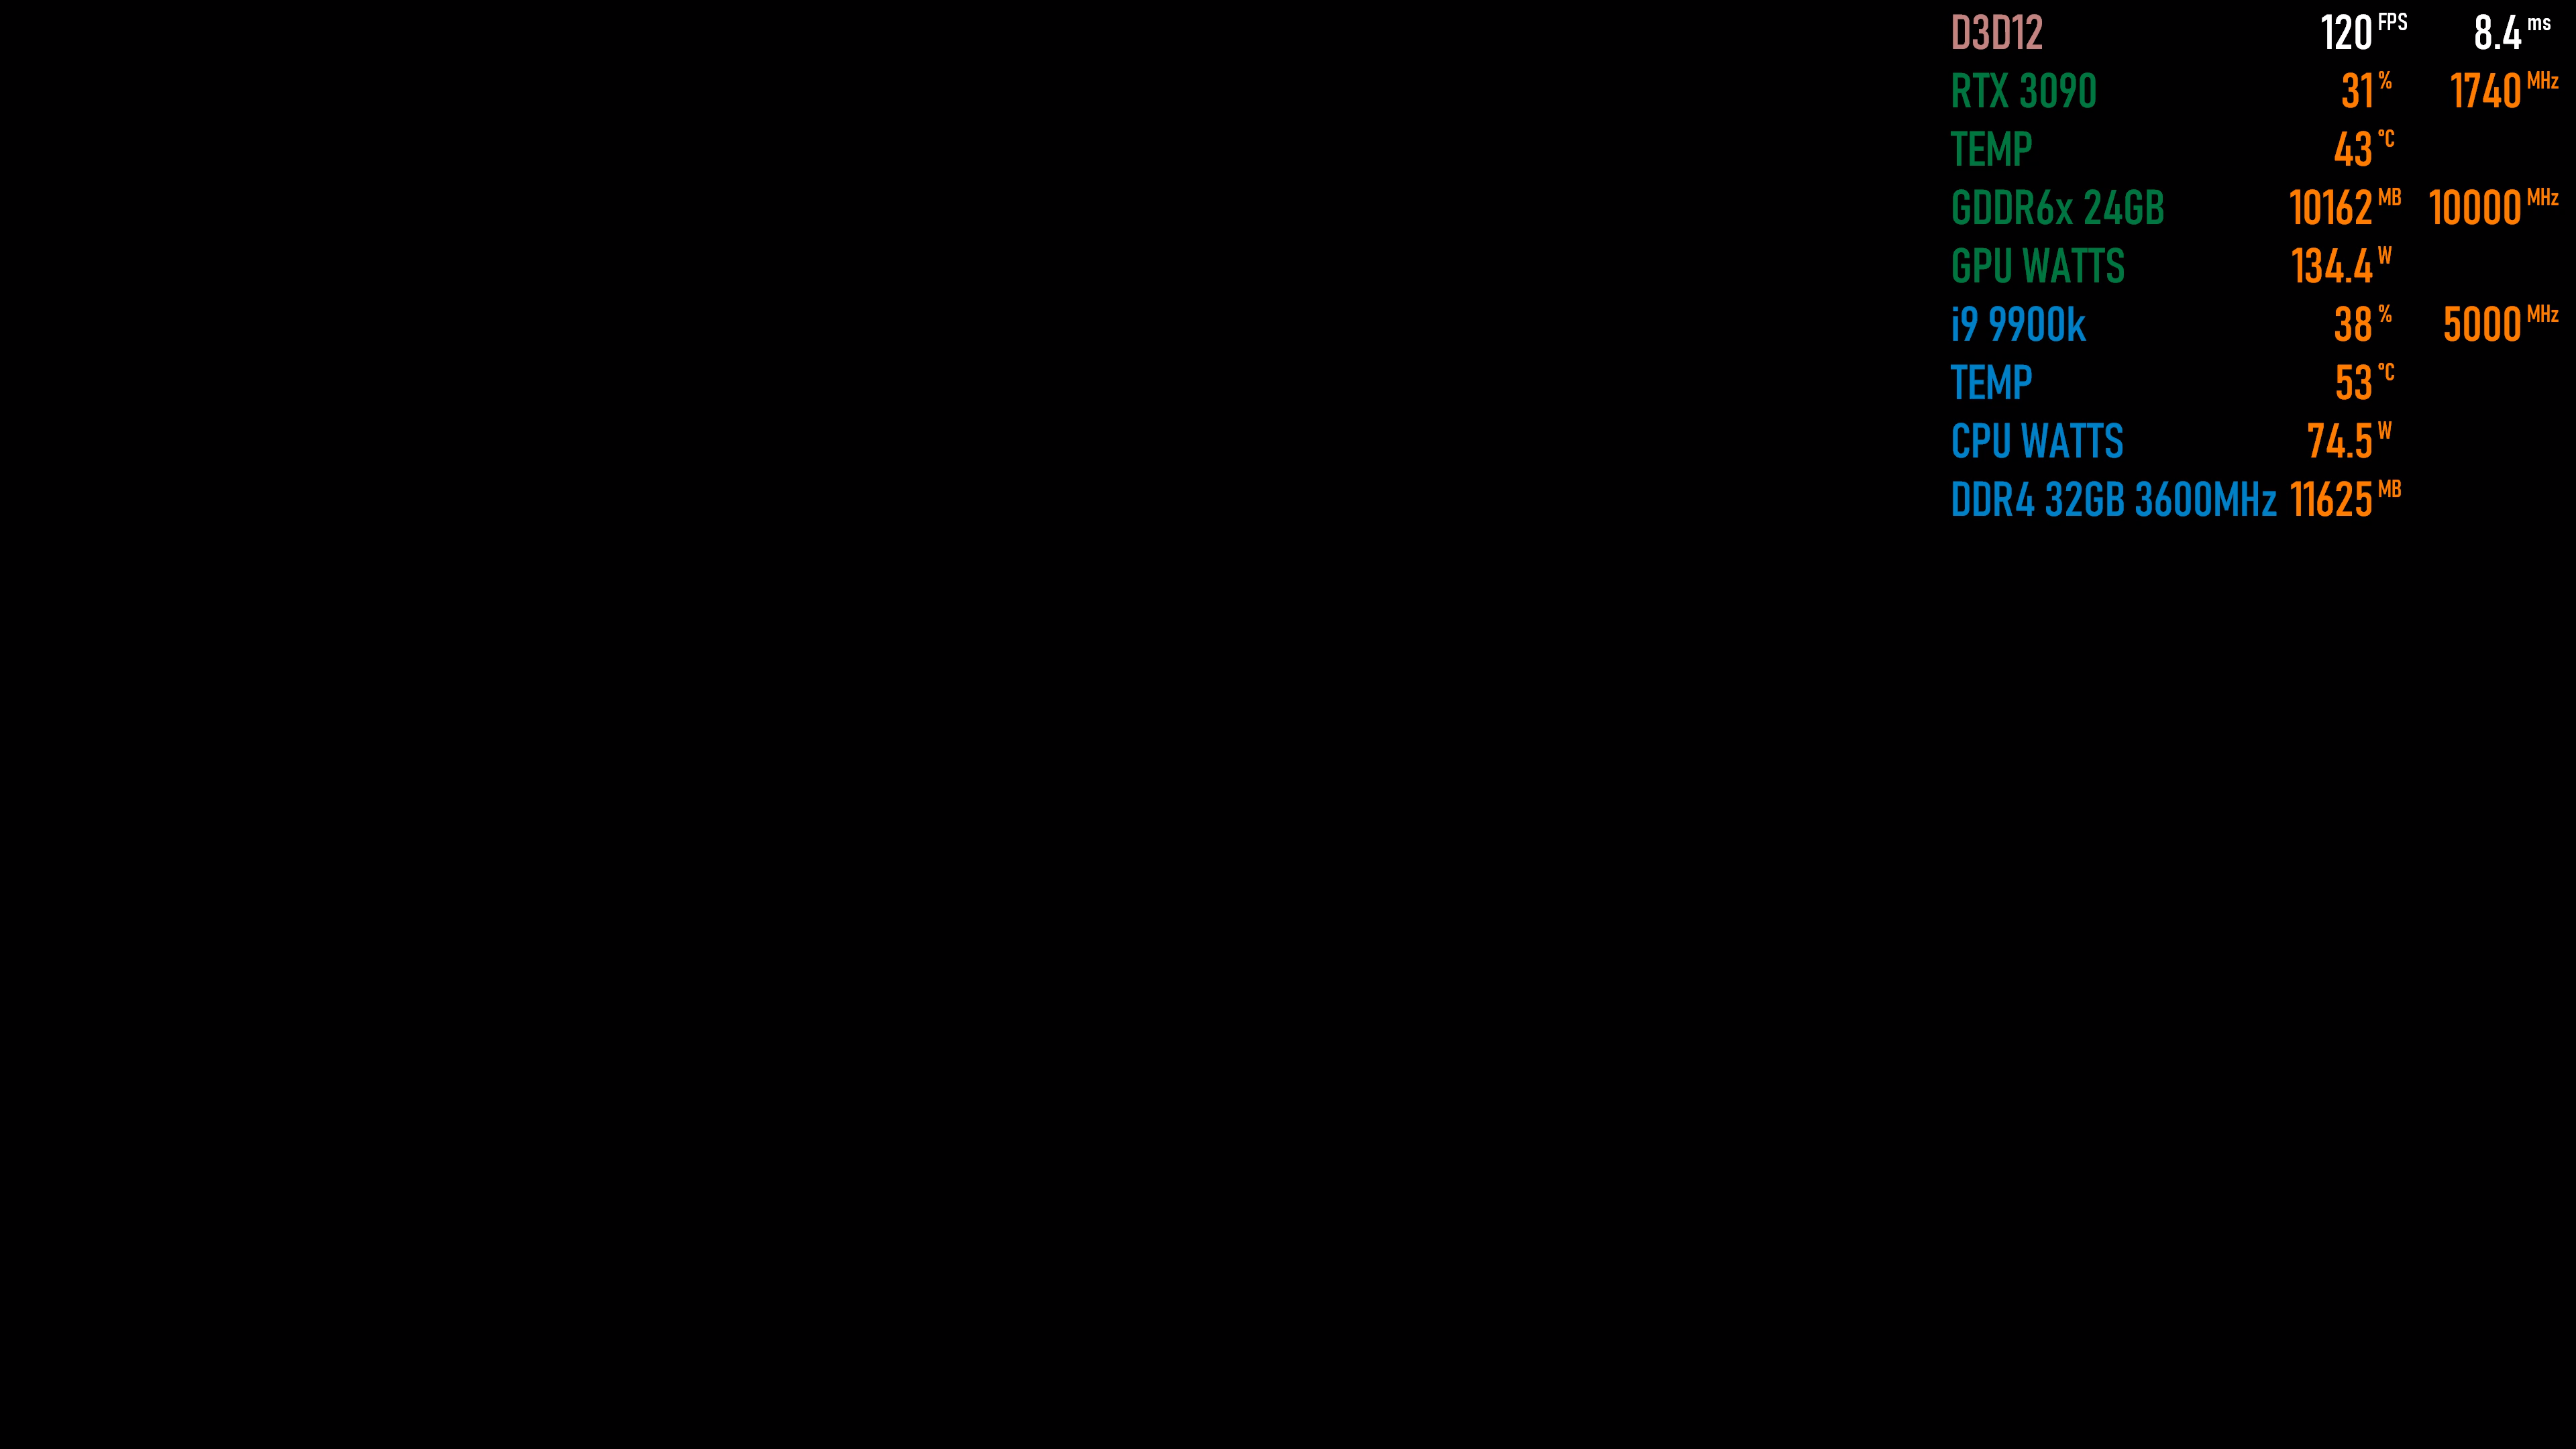 D3D12 120 FPS 8.4 ms
RTX 3090 31 % 1740 MHz
TEMP 43 °C
GDDR6x 24GB 10162 MB 10000 MHz
GPU WATTS 134.4 W
i9 9900k 38 % 5000 MHz
TEMP 53 °C
CPU WATTS 74.5 W
DDR4 32GB 3600MHz 11625 MB